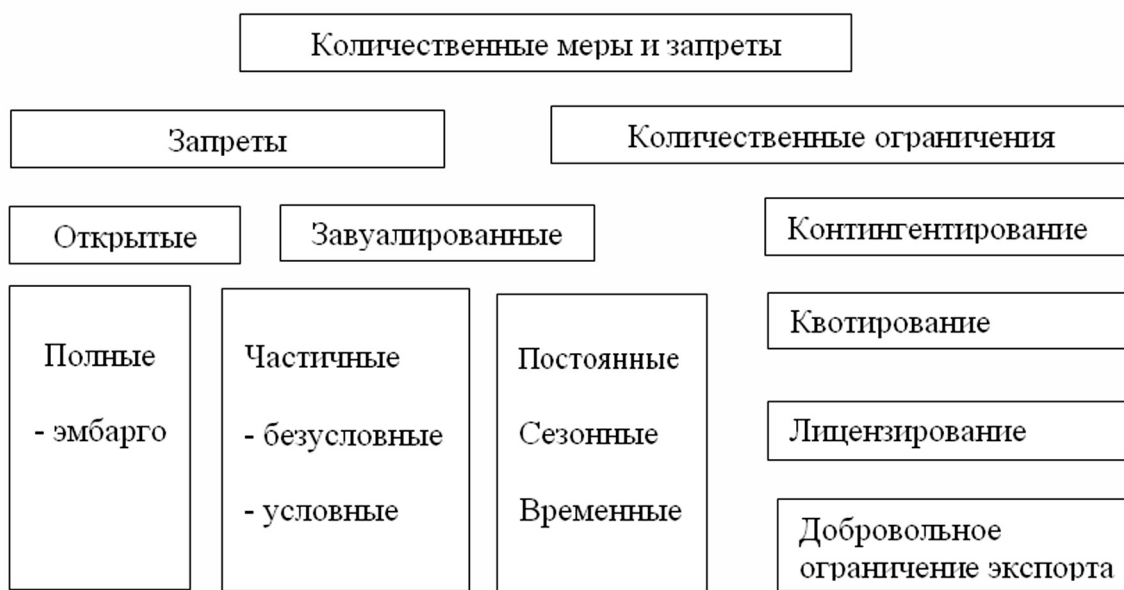 Количественные меры и запреты
Запреты
Количественные ограничения
Открытые
Завуалированные
Контингентирование
Полные
- эмбарго
Частичные
- безусловные
- условные
Постоянные
Сезонные
Временные
Квотирование
Лицензирование
Добровольное
ограничение экспорта